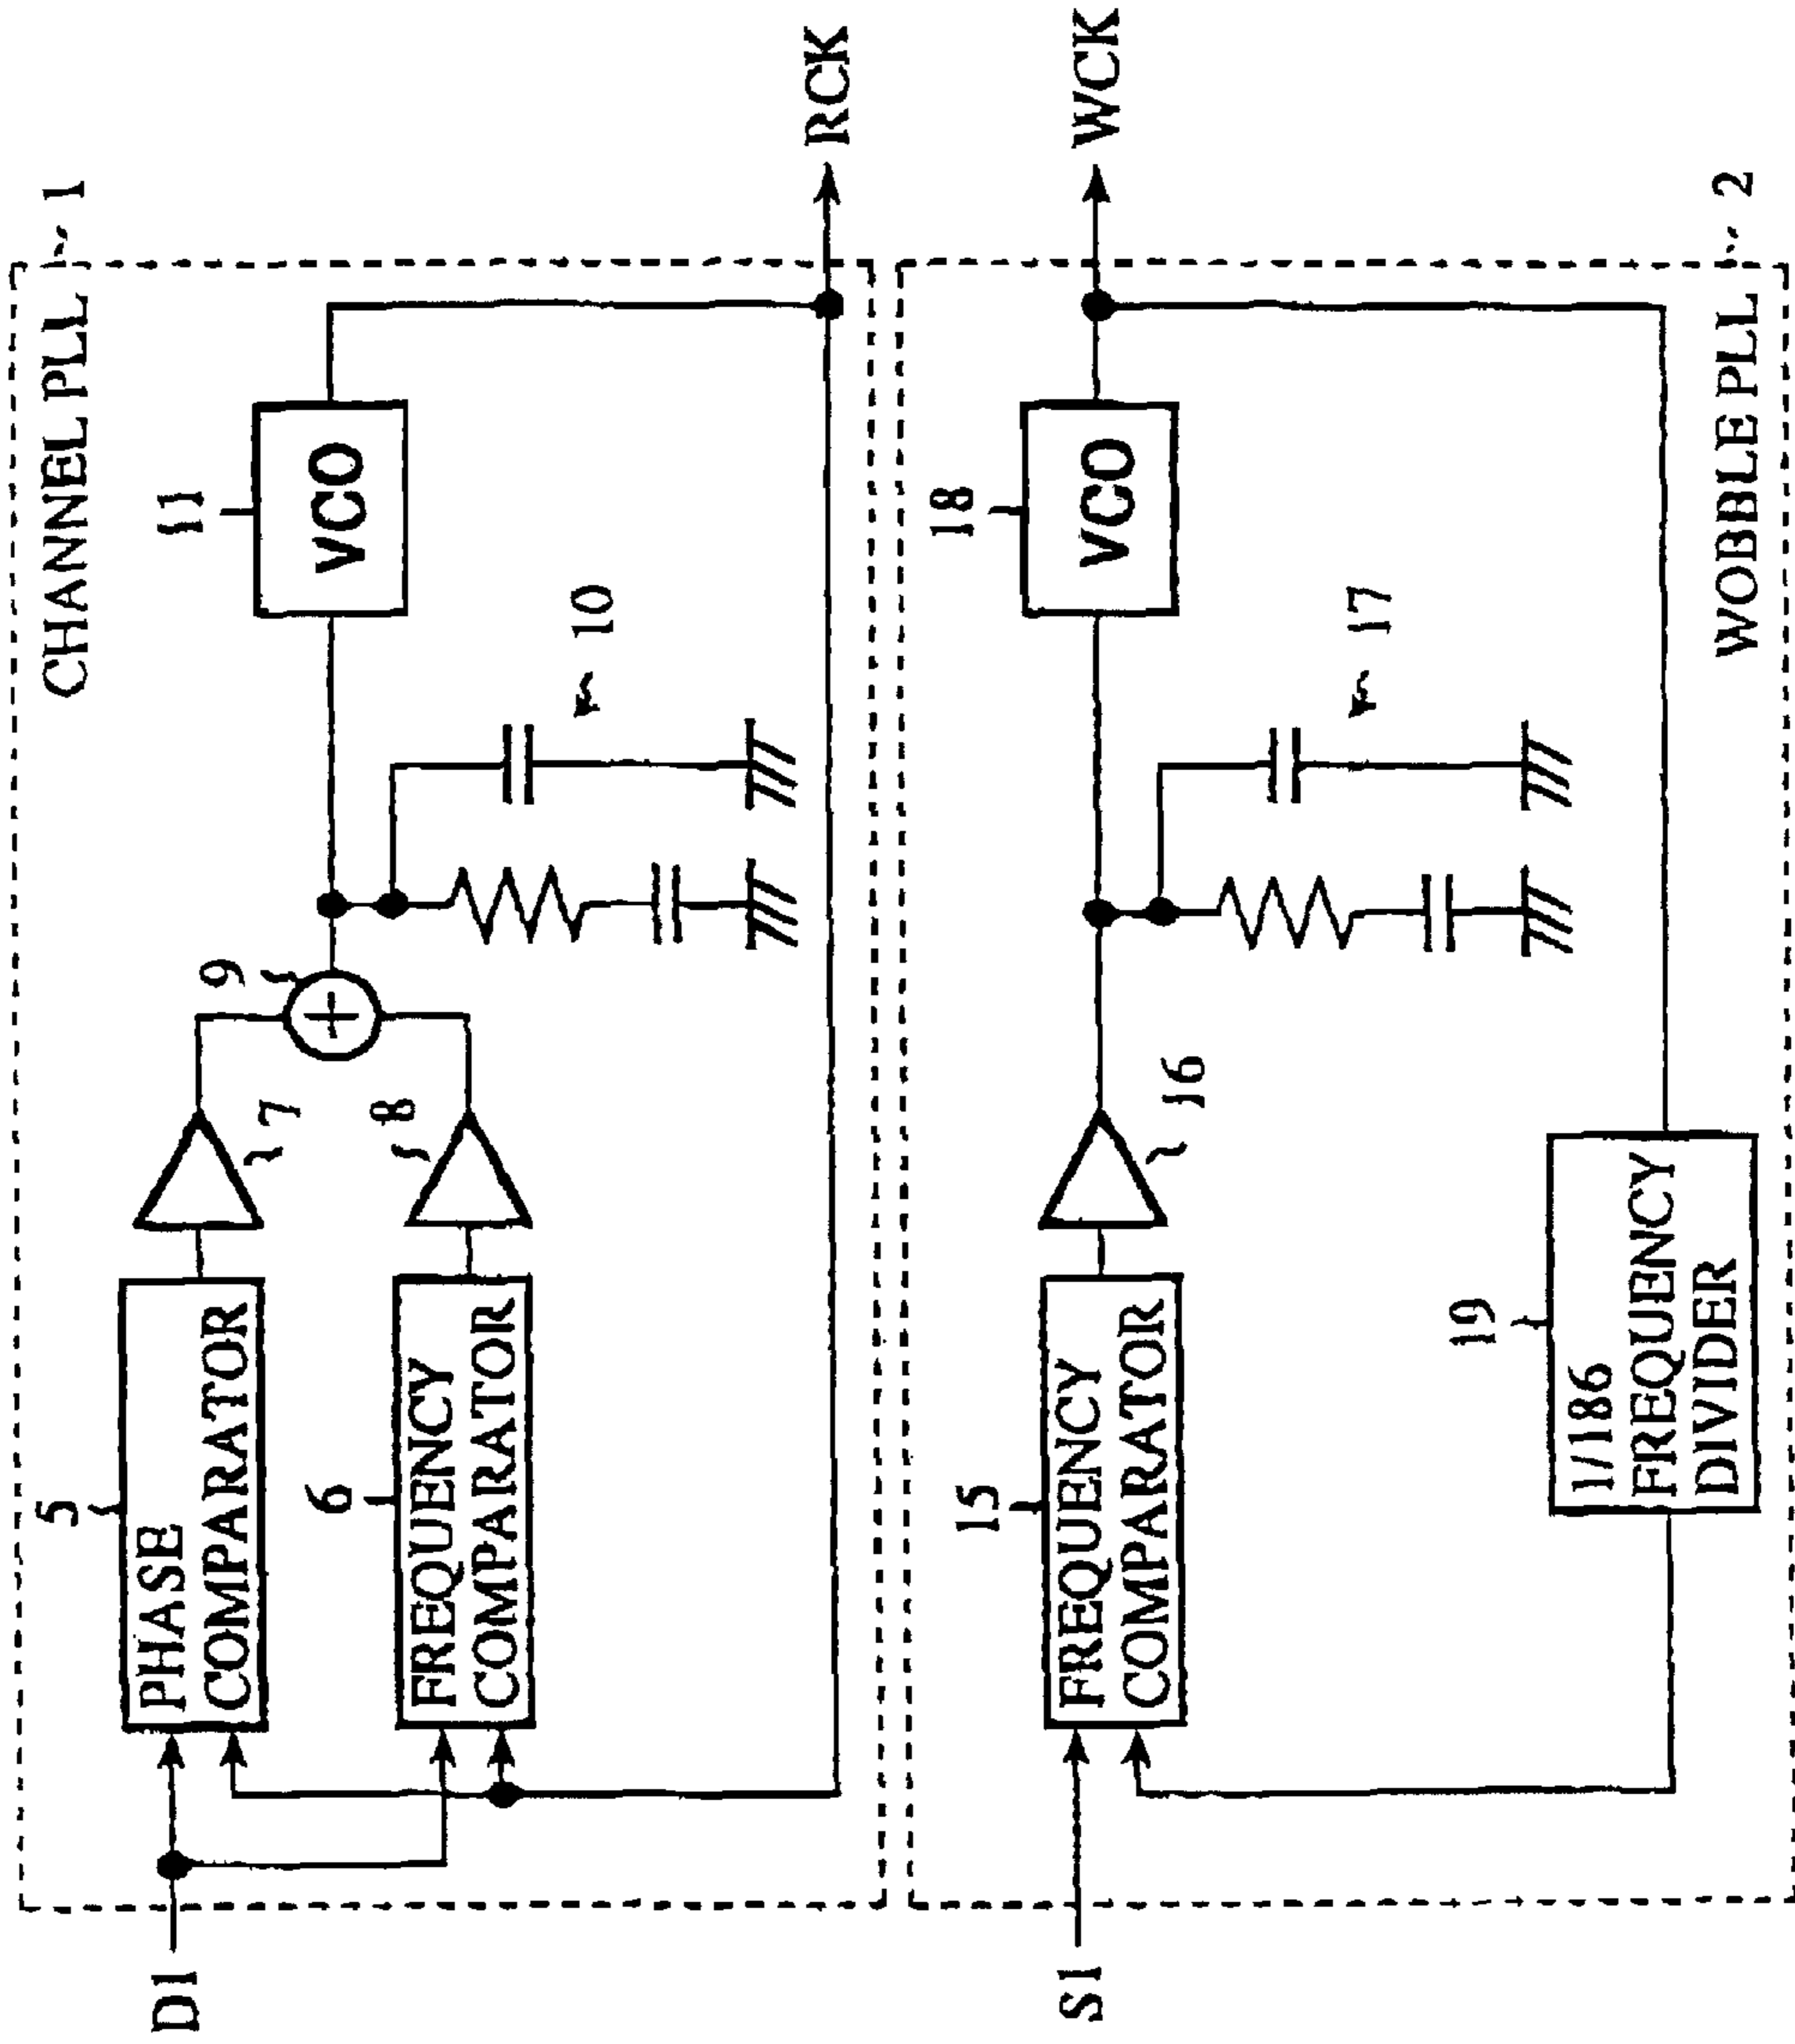 CHANNEL PLL 1
11
VCO
10
9
7
8
5
PHASE
COMPARATOR
6
FREQUENCY
COMPARATOR
D1
RCK
WCK
18
VCO
17
16
15
FREQUENCY
COMPARATOR
19
1/186
FREQUENCY
DIVIDER
S1
WOBBLE PLL 2